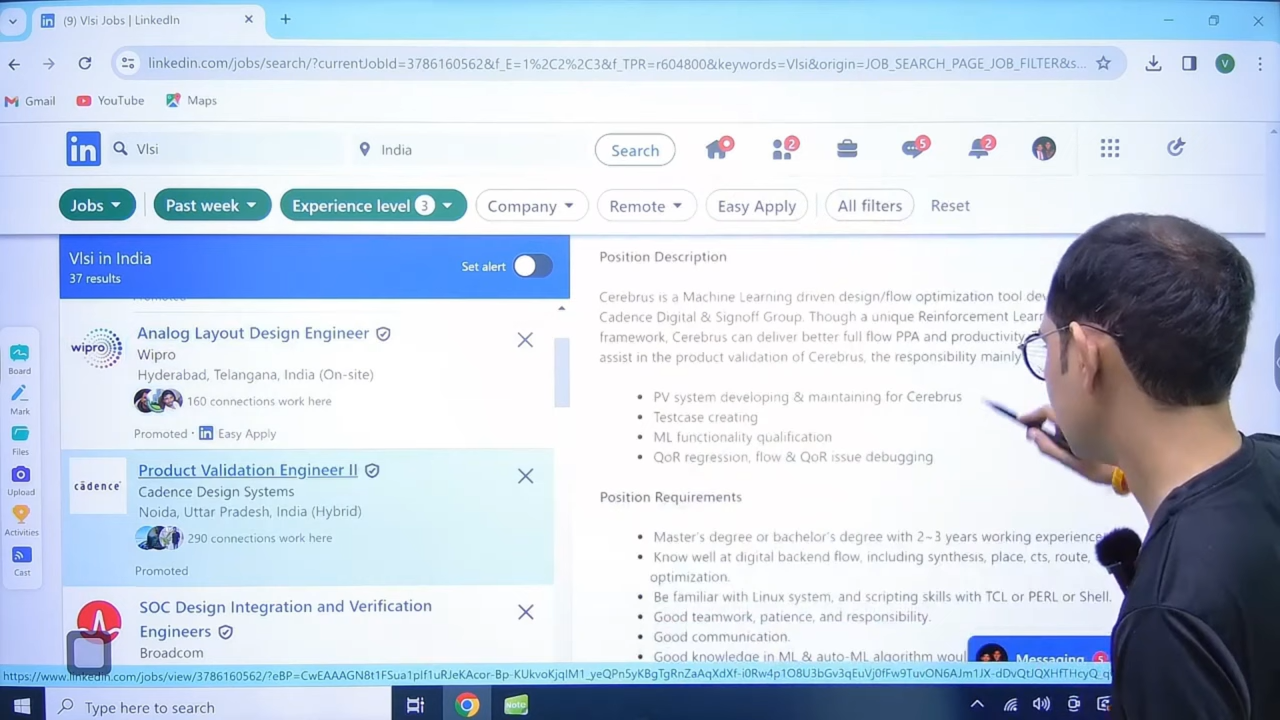 (9) Vlsi Jobs | LinkedIn
linkedin.com/jobs/search/?currentJobId=3786160562&f_E=1%2C2%2C3&f_TPR=r604800&keywords=Vlsi&origin=JOB_SEARCH_PAGE_JOB_FILTER&s...
V
Gmail
YouTube
Maps
in
Vlsi
India
Search
2
5
2
Jobs
Past week
Experience level 3
Company
Remote
Easy Apply
All filters
Reset
Vlsi in India
37 results
Set alert
Promoted
wipro
Analog Layout Design Engineer
Wipro
Hyderabad, Telangana, India (On-site)
160 connections work here
Promoted · in Easy Apply
cādence
Product Validation Engineer II
Cadence Design Systems
Noida, Uttar Pradesh, India (Hybrid)
290 connections work here
Promoted
SOC Design Integration and Verification
Engineers
Broadcom
Position Description
Cerebrus is a Machine Learning driven design/flow optimization tool
Cadence Digital & Signoff Group. Though a unique Reinforcement
framework, Cerebrus can deliver better full flow PPA and productivity.
assist in the product validation of Cerebrus, the responsibility mainly
• PV system developing & maintaining for Cerebrus
• Testcase creating
• ML functionality qualification
• QoR regression, flow & QoR issue debugging
Position Requirements
• Master's degree or bachelor's degree with 2~3 years working experience
• Know well at digital backend flow, including synthesis, place, cts, route,
optimization.
• Be familiar with Linux system, and scripting skills with TCL or PERL or Shell.
• Good teamwork, patience, and responsibility.
• Good communication.
• Good knowledge in ML & auto-ML algorithm
Messaging 5
Board
Mark
Files
Upload
Activities
Cast
Type here to search
Note